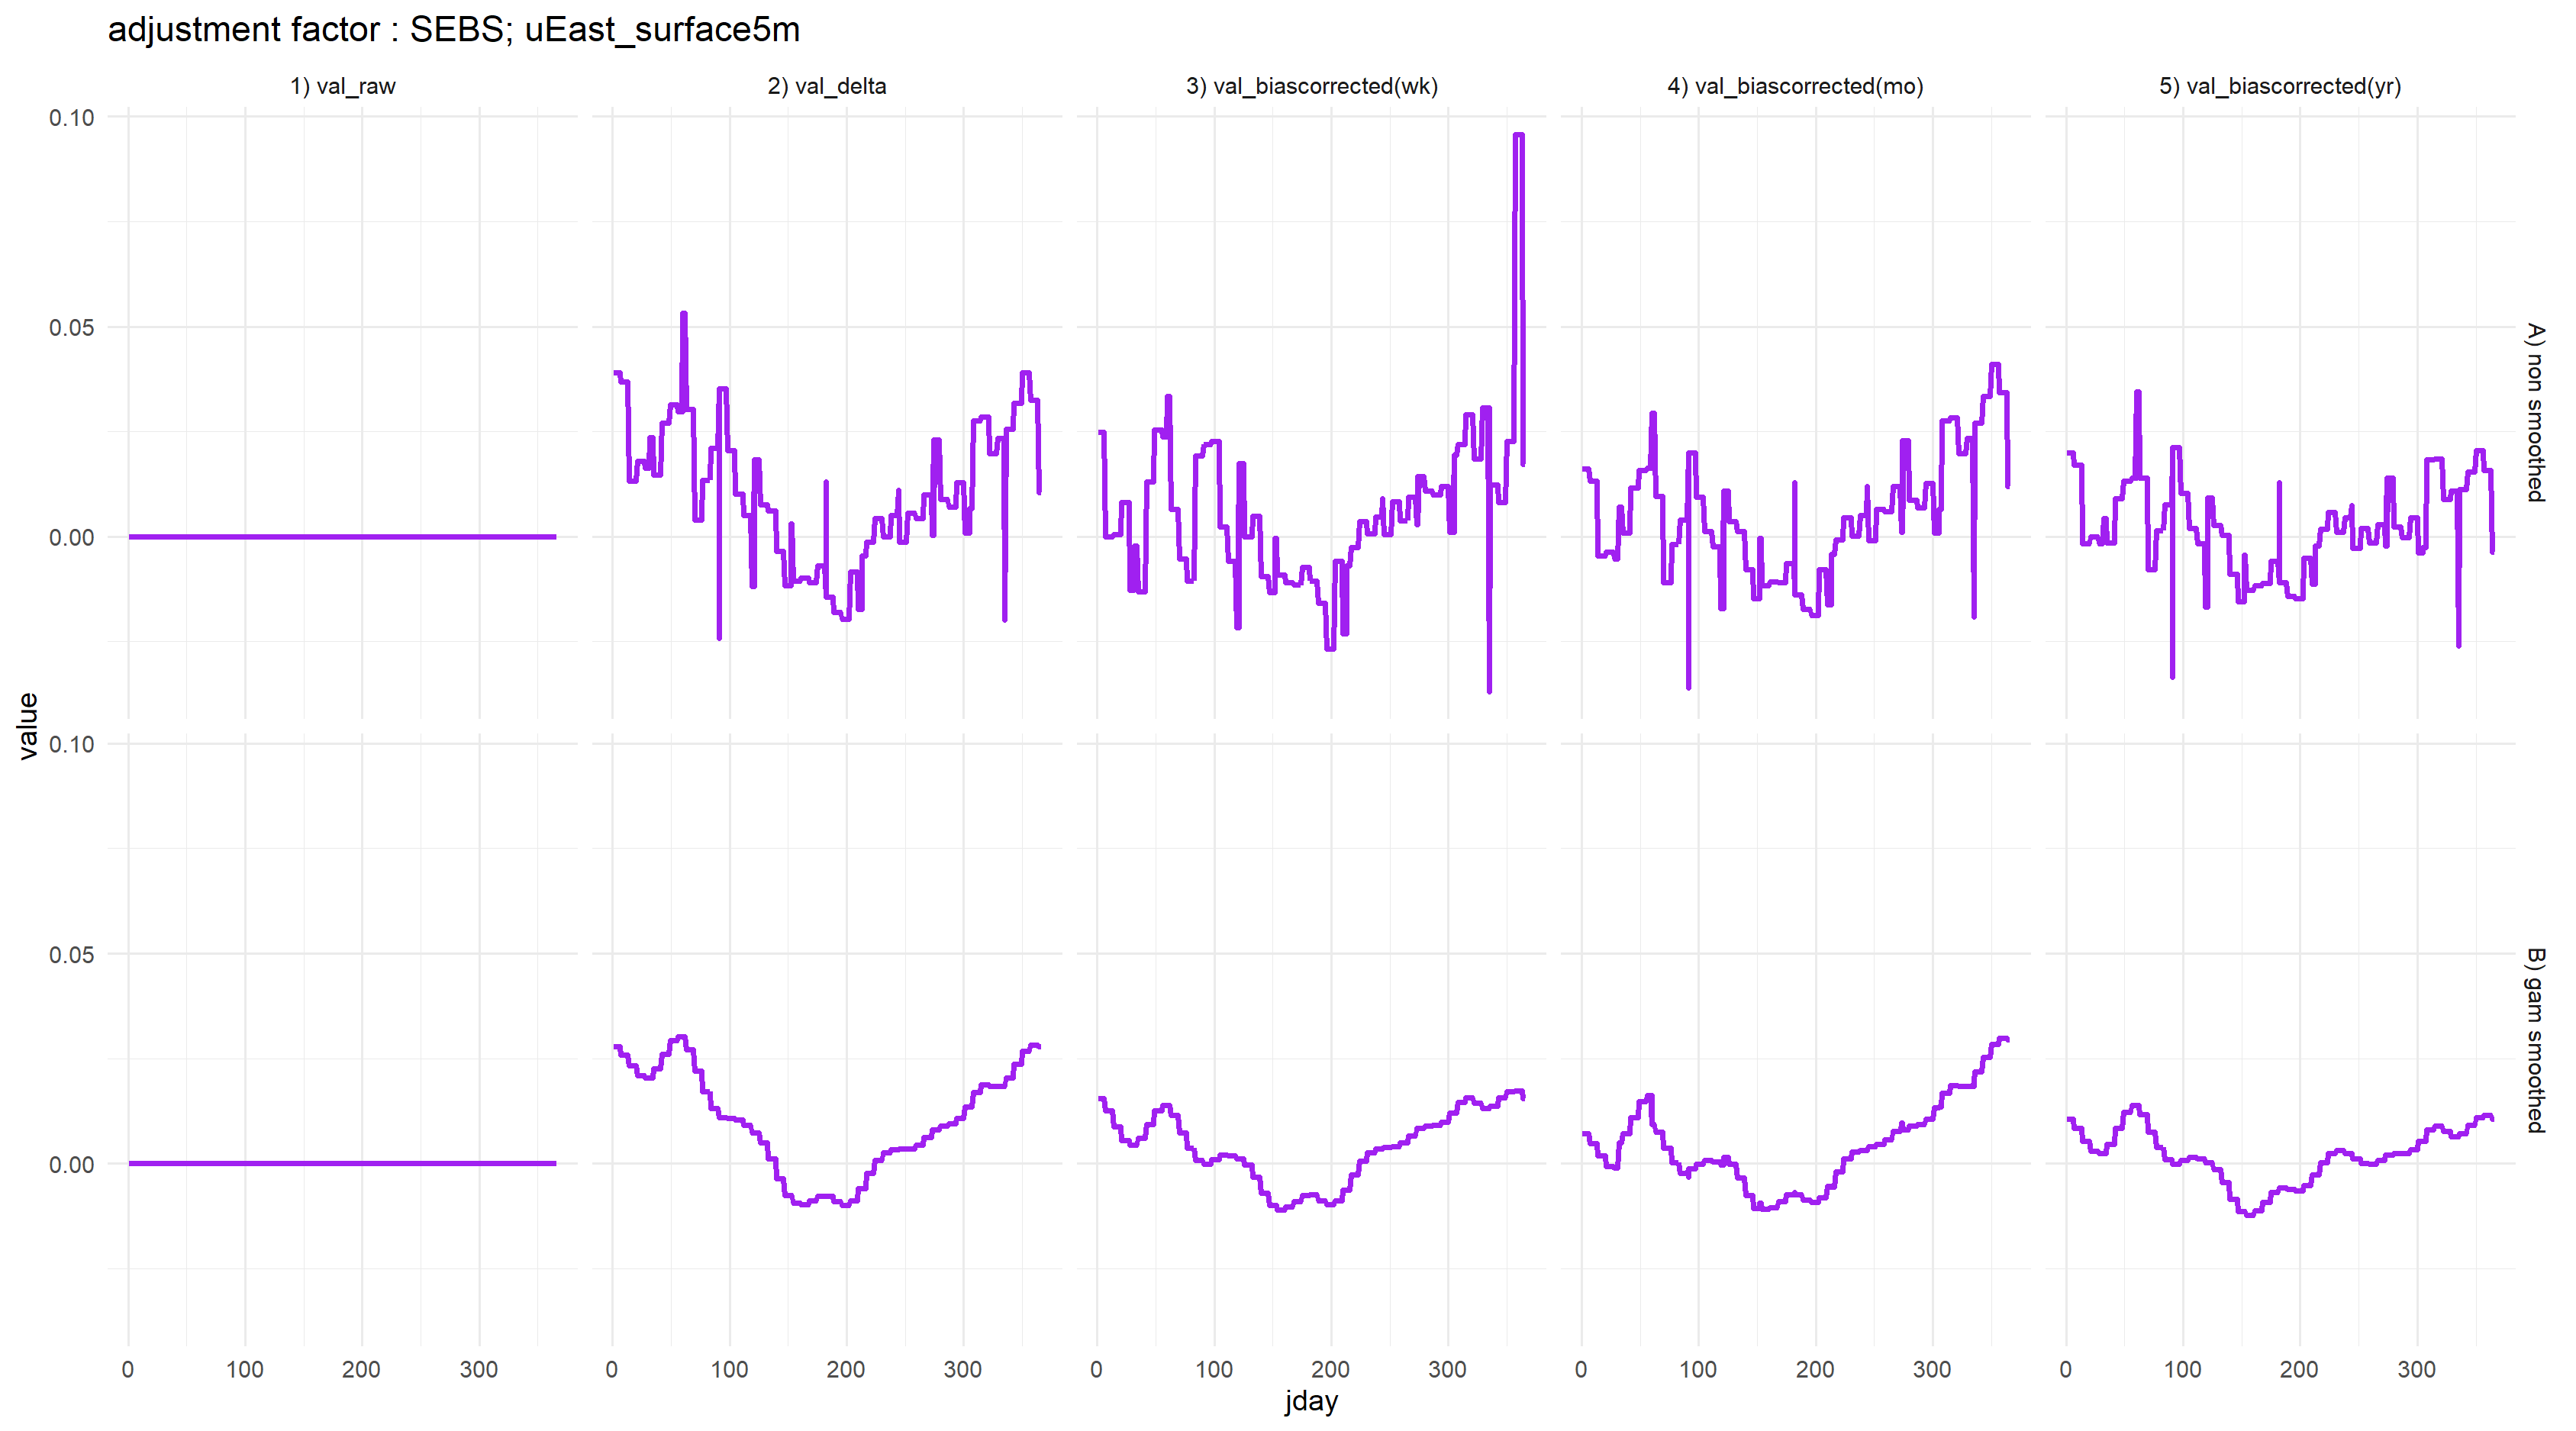 adjustment factor : SEBS; uEast_surface5m
1) val_raw
2) val_delta
3) val_biascorrected(wk)
4) val_biascorrected(mo)
5) val_biascorrected(yr)
0.10
0.05
0.00
A) non smoothed
value
0.10
0.05
0.00
B) gam smoothed
0 100 200 300
0 100 200 300
0 100 200 300
0 100 200 300
0 100 200 300
jday